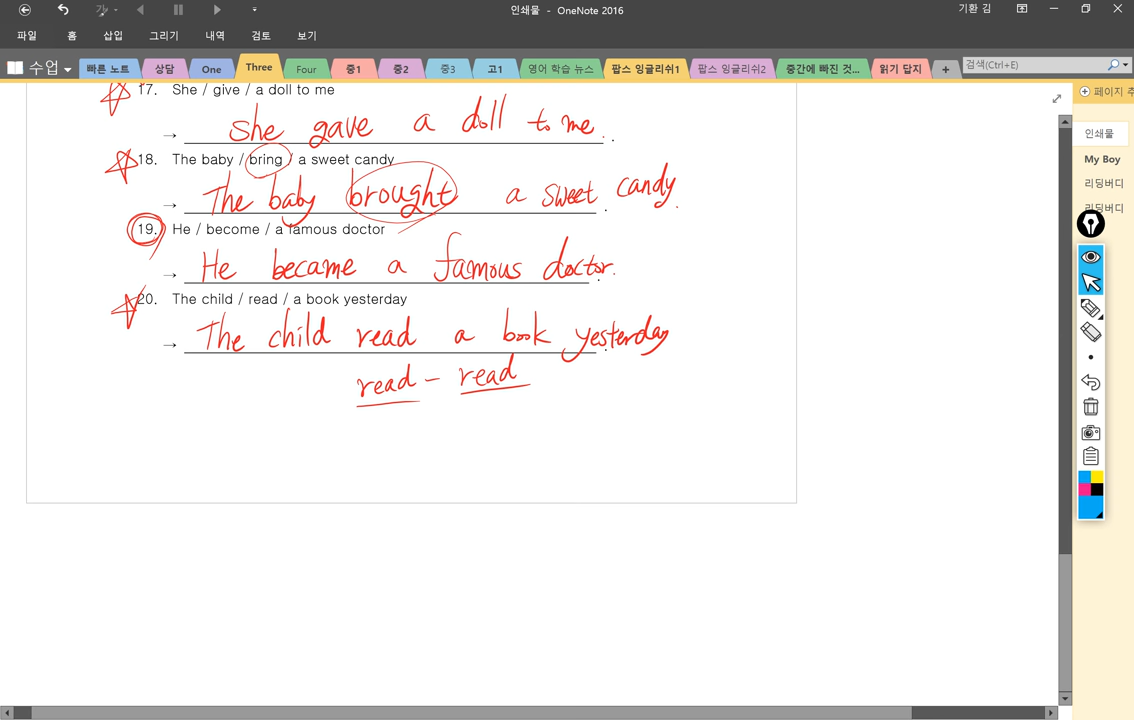 인쇄물 - OneNote 2016
기환 김
파일 홈 삽입 그리기 내역 검토 보기
수업 빠른 노트 상담 One Three Four 중1 중2 중3 고1 영어 학습 뉴스 팝스 잉글리쉬1 팝스 잉글리쉬2 중간에 빠진 것... 읽기 답지 + 검색(Ctrl+E)
페이지 추
인쇄물
My Boy
리딩버디
리딩버디
17. She / give / a doll to me
→ she gave a doll to me .
18. The baby / bring / a sweet candy
→ The baby brought a sweet candy .
19. He / become / a famous doctor
→ He became a famous doctor.
20. The child / read / a book yesterday
→ The child read a book yesterday .
read - read